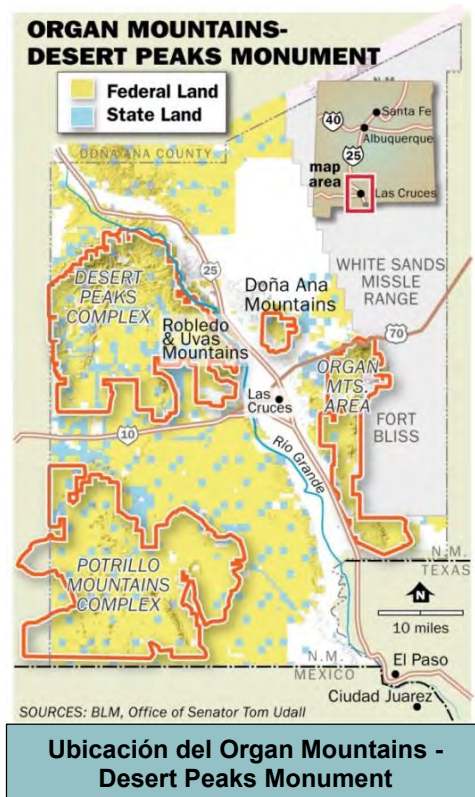 ORGAN MOUNTAINS-
DESERT PEAKS MONUMENT
Federal Land
State Land
N.M.
40
Santa Fe
Albuquerque
25
map
area
Las Cruces
DOÑA ANA COUNTY
25
DESERT
PEAKS
COMPLEX
Doña Ana
Mountains
WHITE SANDS
MISSLE
RANGE
Robledo
& Uvas
Mountains
70
ORGAN
MTS.
AREA
Las
Cruces
FORT
BLISS
10
Rio Grande
POTRILLO
MOUNTAINS
COMPLEX
N.M.
TEXAS
N
10 miles
N.M.
MEXICO
El Paso
Ciudad Juarez
SOURCES: BLM, Office of Senator Tom Udall
Ubicación del Organ Mountains -
Desert Peaks Monument